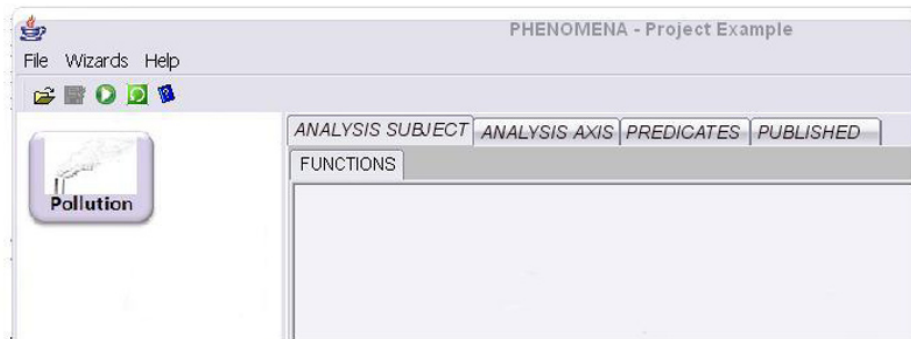 PHENOMENA - Project Example
File Wizards Help
ANALYSIS SUBJECT ANALYSIS AXIS PREDICATES PUBLISHED
FUNCTIONS
Pollution